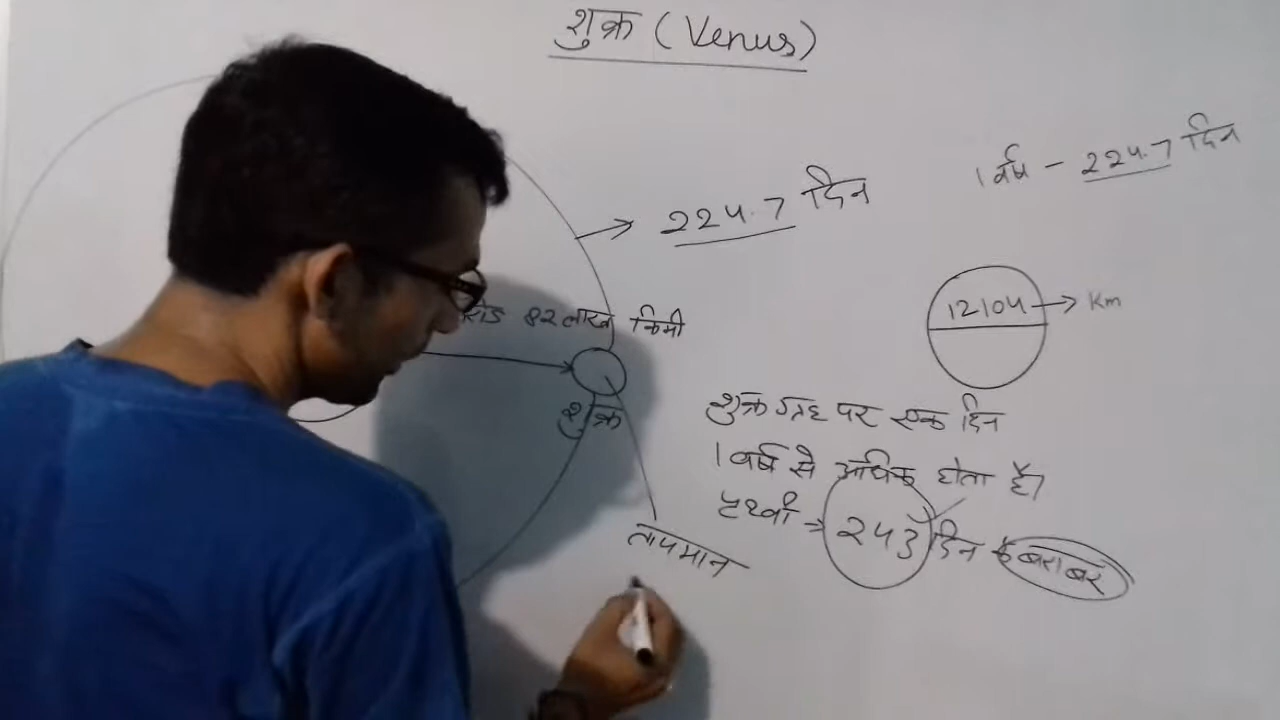 शुक्र (Venus)
1 वर्ष - 224.7 दिन
224.7 दिन
12104 → Km
82 लाख किमी
शुक्र
शुक्र ग्रह पर एक दिन
1 वर्ष से अधिक होता है।
पृथ्वी → 243 दिन के बराबर
तापमान